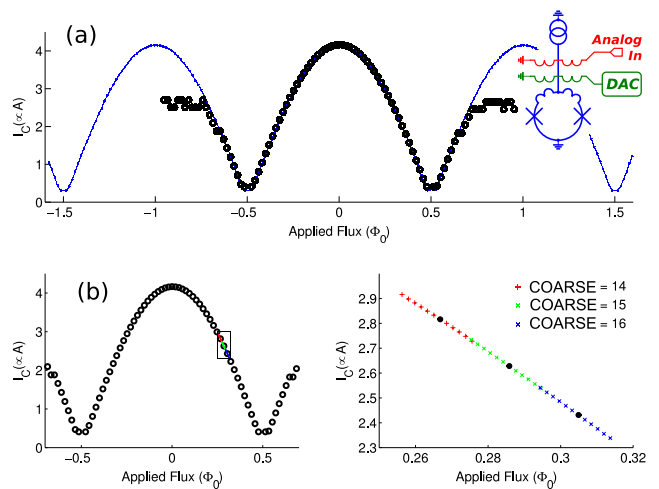 (a)
Analog
In
DAC
I_C(∝ A)
4
3
2
1
0
−1.5
−1
−0.5
0
0.5
1
1.5
Applied Flux (Φ_0)
(b)
I_C(∝ A)
4
3
2
1
0
−0.5
0
0.5
Applied Flux (Φ_0)
COARSE = 14
COARSE = 15
COARSE = 16
I_C(∝ A)
2.9
2.8
2.7
2.6
2.5
2.4
2.3
0.26
0.28
0.3
0.32
Applied Flux (Φ_0)